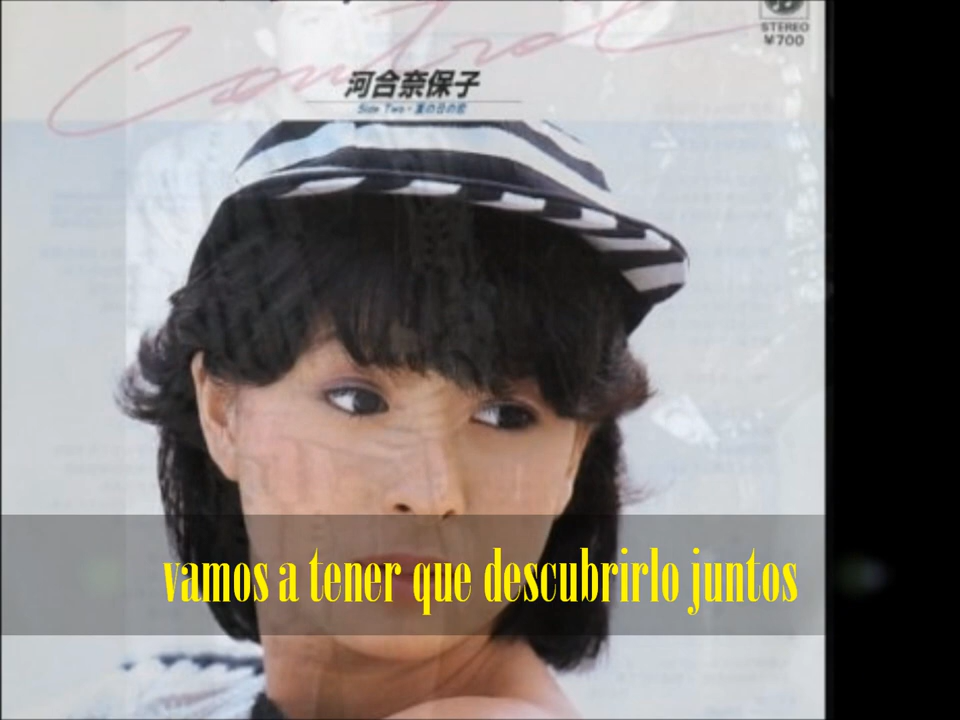 Control
STEREO
¥700
河合奈保子
Side Two・夏の日の恋
vamos a tener que descubrirlo juntos